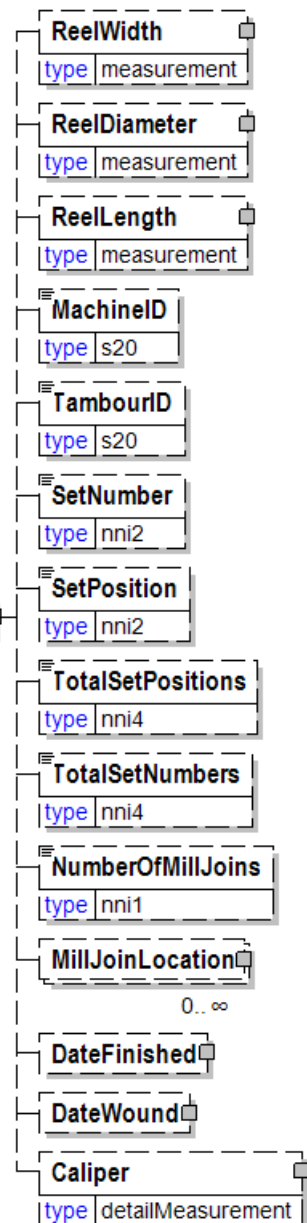 ReelWidth
type measurement
ReelDiameter
type measurement
ReelLength
type measurement
MachineID
type s20
TambourID
type s20
SetNumber
type nni2
SetPosition
type nni2
TotalSetPositions
type nni4
TotalSetNumbers
type nni4
NumberOfMillJoins
type nni1
MillJoinLocation
0.. ∞
DateFinished
DateWound
Caliper
type detailMeasurement